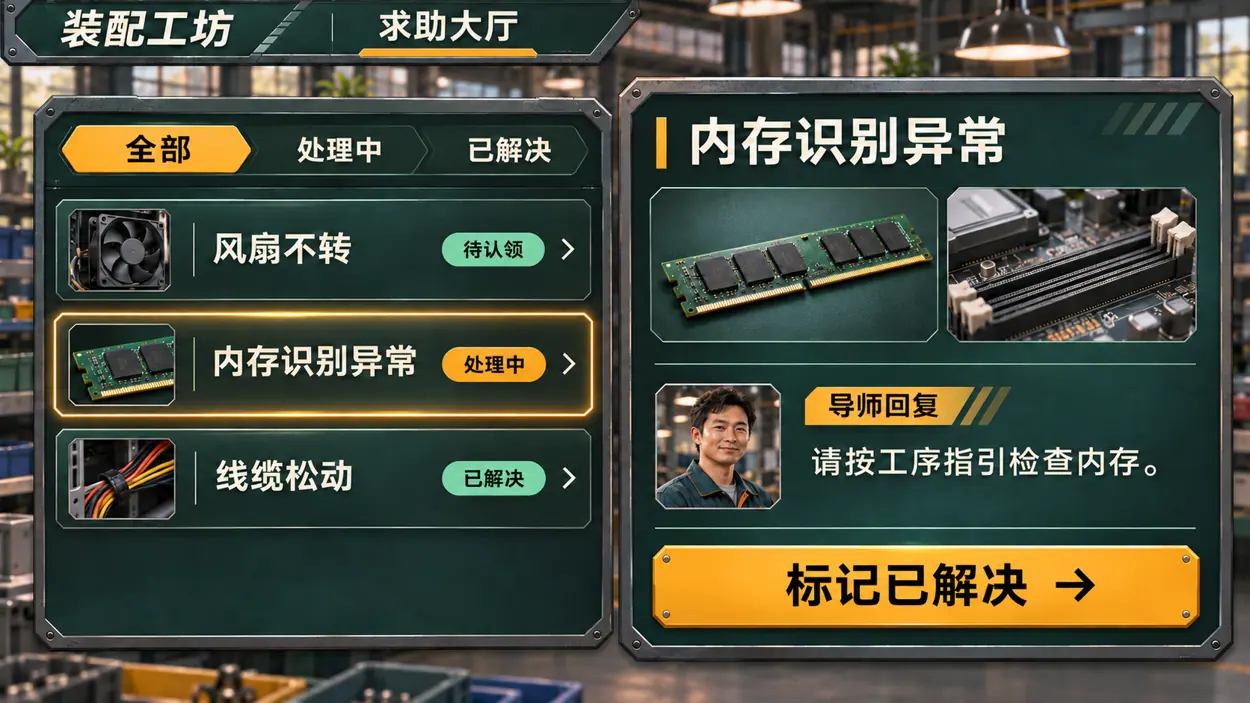 装配工坊
求助大厅
全部
处理中
已解决
风扇不转
待认领
内存识别异常
处理中
线缆松动
已解决
内存识别异常
导师回复
请按工序指引检查内存。
标记已解决 →